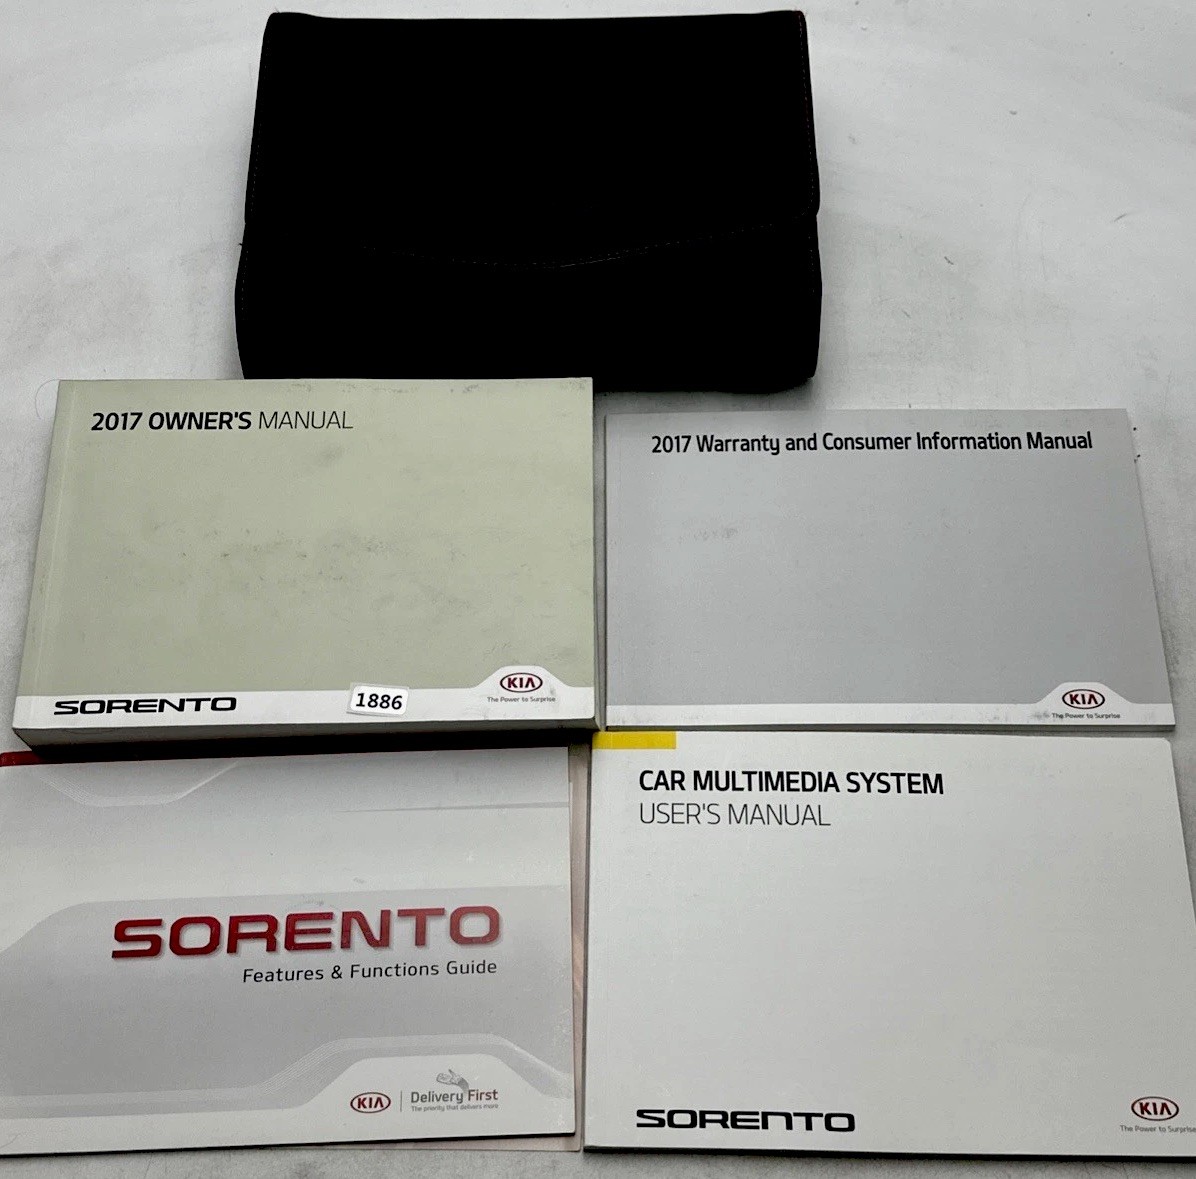 2017 OWNER'S MANUAL
SORENTO
1886
KIA
The Power to Surprise
2017 Warranty and Consumer Information Manual
KIA
The Power to Surprise
SORENTO
Features & Functions Guide
KIA
Delivery First
The priority that delivers more
CAR MULTIMEDIA SYSTEM
USER'S MANUAL
SORENTO
KIA
The Power to Surprise